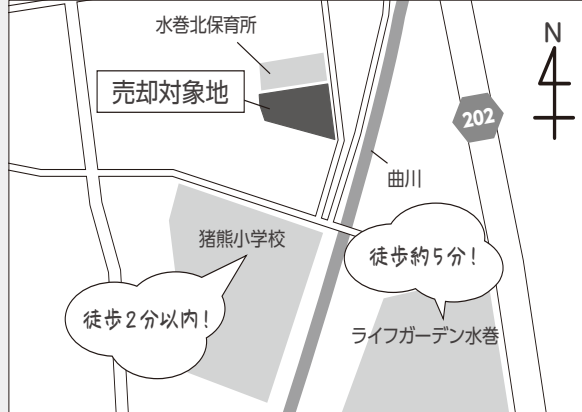 水巻北保育所
N
売却対象地
202
曲川
猪熊小学校
徒歩約5分!
徒歩2分以内!
ライフガーデン水巻